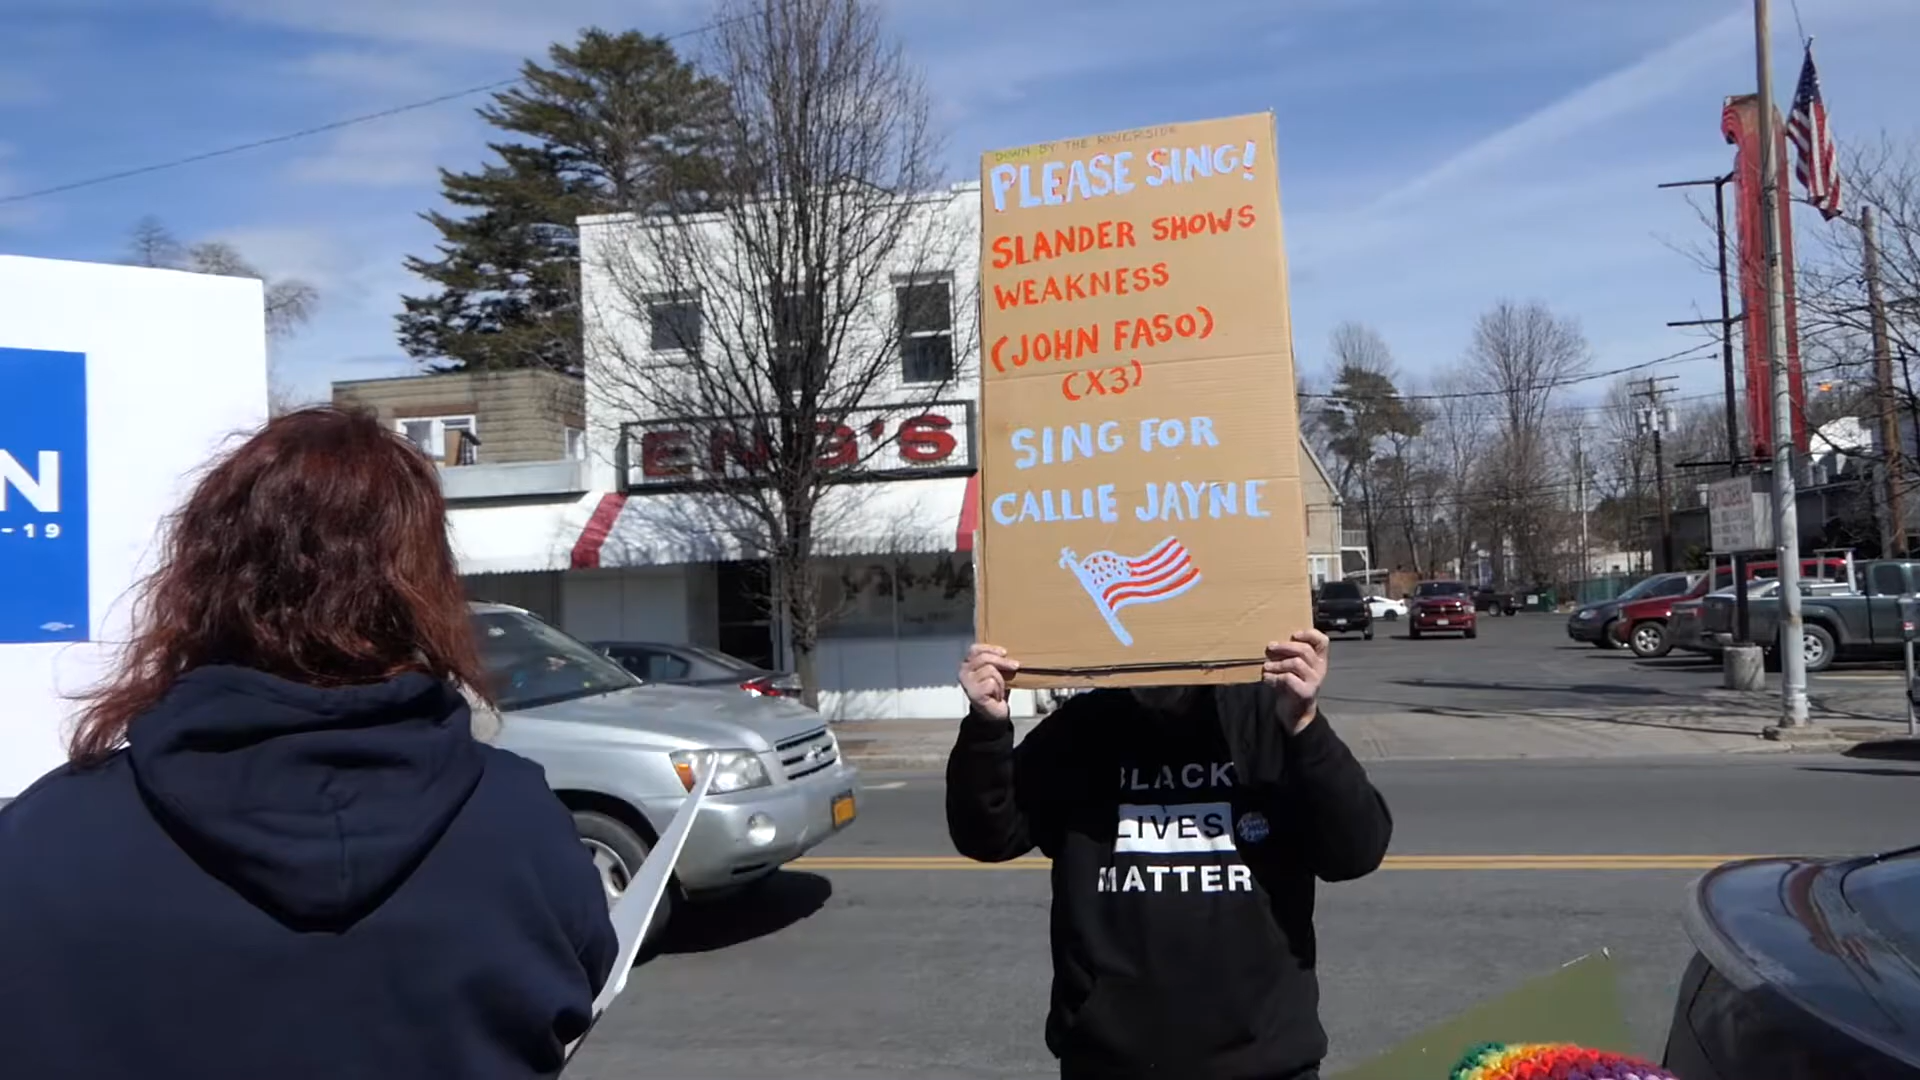 N
-19
ENG'S
DOWN BY THE RIVERSIDE
PLEASE SING!
SLANDER SHOWS
WEAKNESS
(JOHN FASO)
(X3)
SING FOR
CALLIE JAYNE
BLACK
LIVES
MATTER